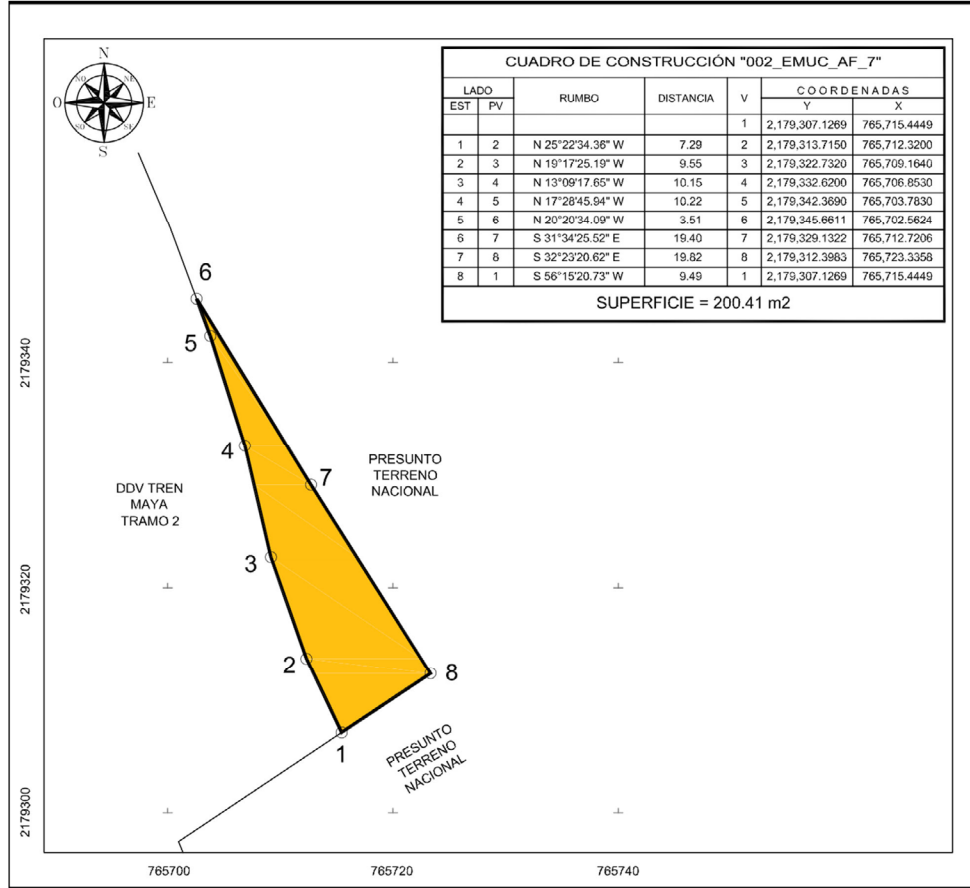 CUADRO DE CONSTRUCCIÓN "002_EMUC_AF_7"
LADO RUMBO DISTANCIA V COORDENADAS
EST PV Y X
1 2,179,307.1269 765,715.4449
1 2 N 25°22'34.36" W 7.29 2 2,179,313.7150 765,712.3200
2 3 N 19°17'25.19" W 9.55 3 2,179,322.7320 765,709.1640
3 4 N 13°09'17.65" W 10.15 4 2,179,332.6200 765,706.8530
4 5 N 17°28'45.94" W 10.22 5 2,179,342.3690 765,703.7830
5 6 N 20°20'34.09" W 3.51 6 2,179,345.6611 765,702.5624
6 7 S 31°34'25.52" E 19.40 7 2,179,329.1322 765,712.7206
7 8 S 32°23'20.62" E 19.82 8 2,179,312.3983 765,723.3358
8 1 S 56°15'20.73" W 9.49 1 2,179,307.1269 765,715.4449
SUPERFICIE = 200.41 m2
N
NO NE
O E
SO SE
S
6
5
4
7
3
2
8
1
PRESUNTO
TERRENO
NACIONAL
DDV TREN
MAYA
TRAMO 2
PRESUNTO
TERRENO
NACIONAL
2179340
2179320
2179300
765700 765720 765740